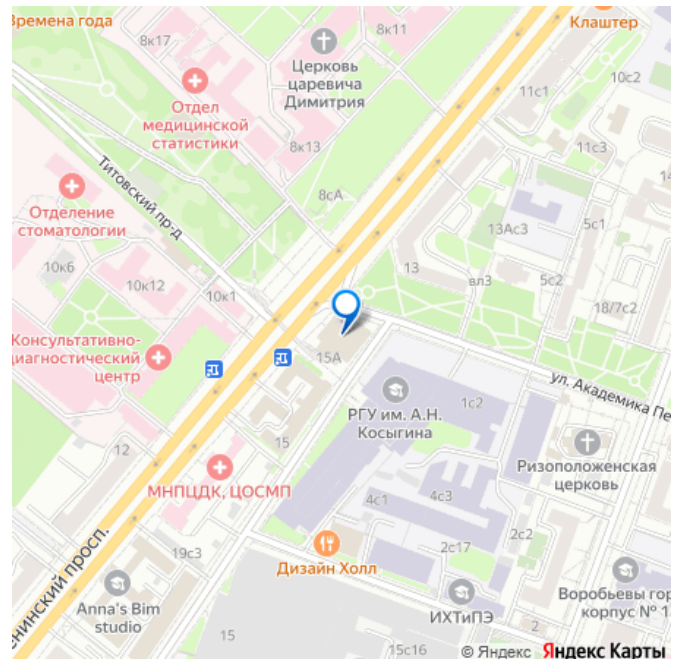 Времена года
Клаштер
8к17
8к11
Церковь
царевича
Димитрия
10с2
11с1
Отдел
медицинской
статистики
8к13
11с3
14
Титовский пр-д
8сА
Отделение
стоматологии
13Ас3
5с1
10к6
13
вл3
5с2
10к12
10к1
18/7с2
Консультативно-
диагностический
центр
15А
ул. Академика Пе
РГУ им. А.Н.
Косыгина
1с2
12
15
Ризоположенская
церковь
МНПЦДК, ЦОСМП
4с1
4с3
2с2
19с3
2с17
Дизайн Холл
енинский просп.
Anna's Bim
studio
ИХТиПЭ
Воробьевы гор
корпус № 1
15
15с16
© Яндекс Яндекс Карты